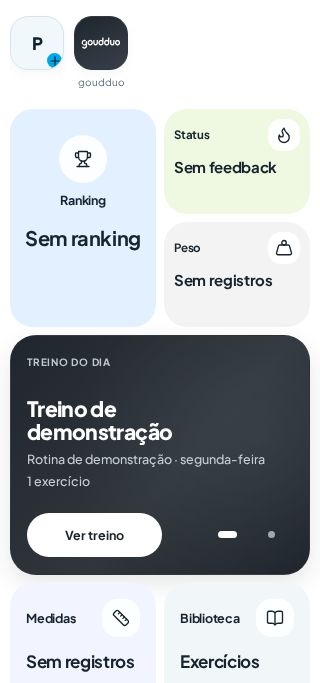 P
goudduo
goudduo
Ranking
Sem ranking
Status
Sem feedback
Peso
Sem registros
TREINO DO DIA
Treino de
demonstração
Rotina de demonstração · segunda-feira
1 exercício
Ver treino
Medidas
Sem registros
Biblioteca
Exercícios